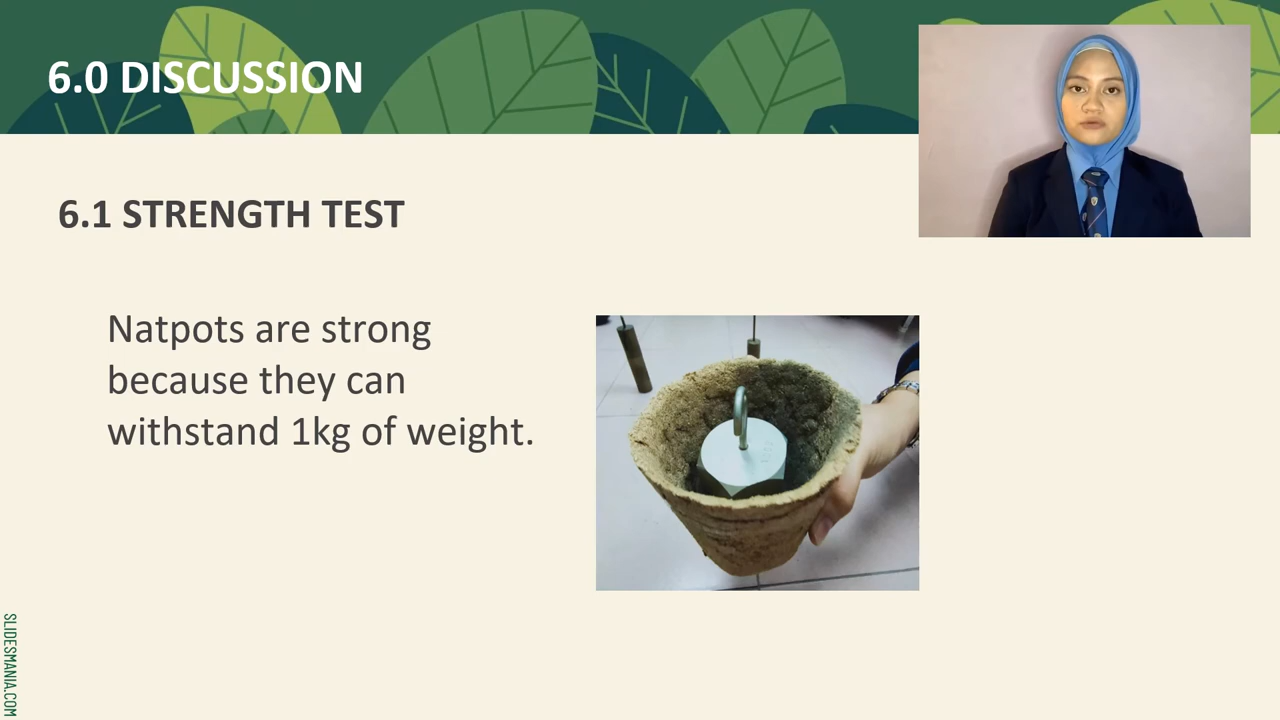 6.0 DISCUSSION
6.1 STRENGTH TEST
Natpots are strong
because they can
withstand 1kg of weight.
SLIDESMANIA.COM